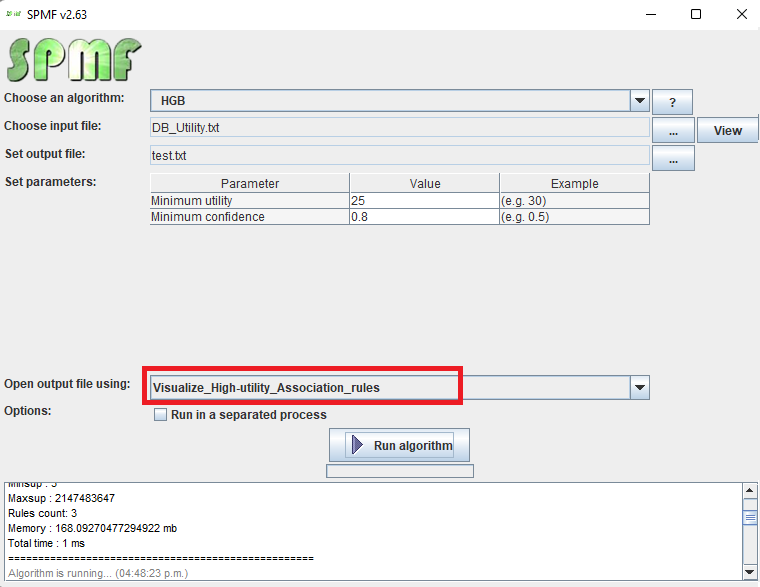 SPMF v2.63
SPMF
Choose an algorithm: HGB ?
Choose input file: DB_Utility.txt ... View
Set output file: test.txt ...
Set parameters: Parameter Value Example
Minimum utility 25 (e.g. 30)
Minimum confidence 0.8 (e.g. 0.5)
Open output file using: Visualize_High-utility_Association_rules
Options: Run in a separated process
Run algorithm
Maxsup : 2147483647
Rules count: 3
Memory : 168.09270477294922 mb
Total time : 1 ms
===================================================
Algorithm is running... (04:48:23 p.m.)